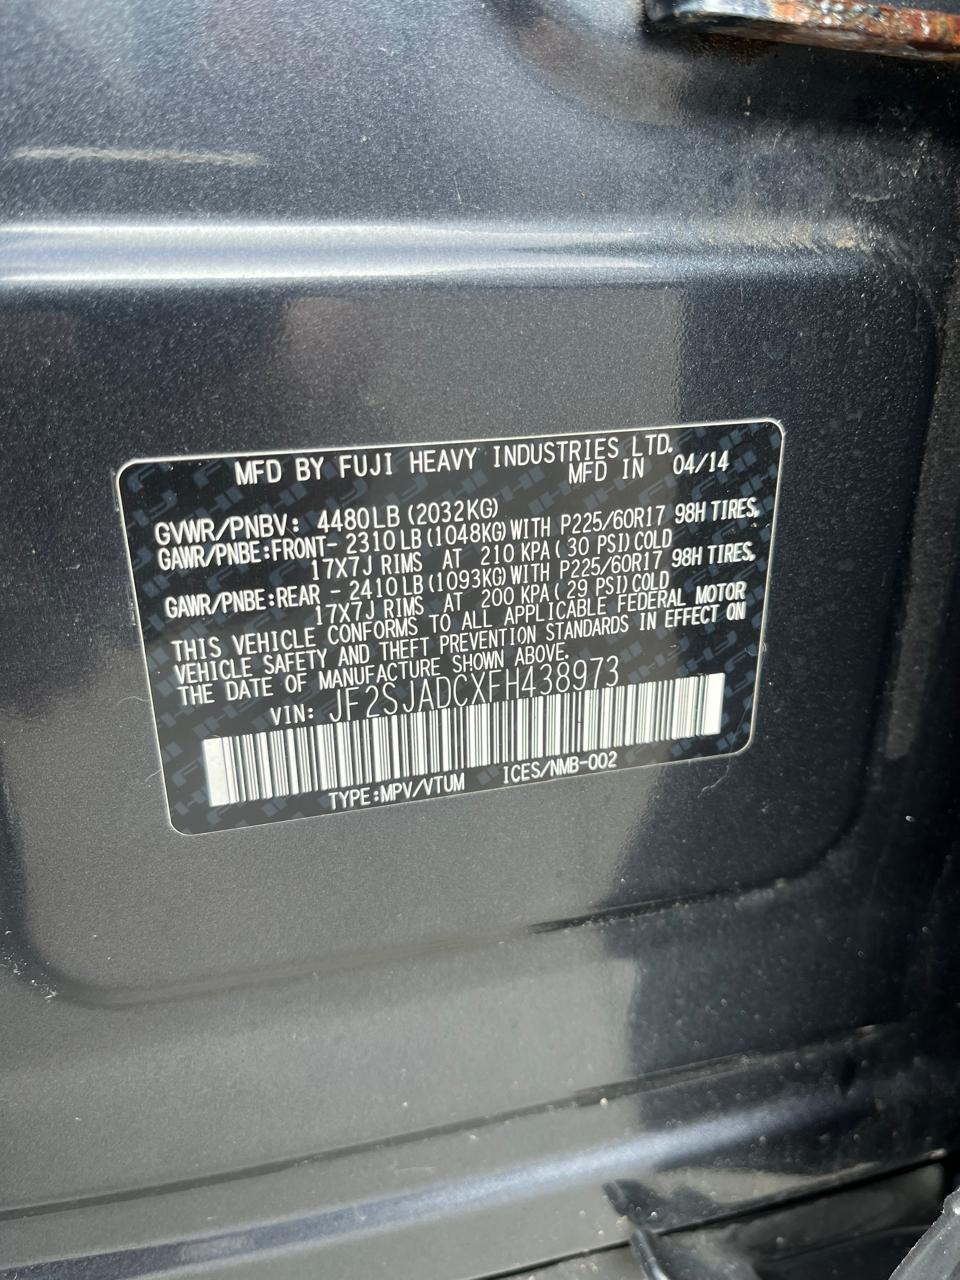 MFD BY FUJI HEAVY INDUSTRIES LTD.
MFD IN 04/14
GVWR/PNBV: 4480LB(2032KG)
GAWR/PNBE:FRONT- 2310LB(1048KG)WITH P225/60R17 98H TIRES,
17X7J RIMS AT 210 KPA(30 PSI)COLD
GAWR/PNBE:REAR - 2410LB(1093KG)WITH P225/60R17 98H TIRES,
17X7J RIMS AT 200 KPA(29 PSI)COLD
THIS VEHICLE CONFORMS TO ALL APPLICABLE FEDERAL MOTOR
VEHICLE SAFETY AND THEFT PREVENTION STANDARDS IN EFFECT ON
THE DATE OF MANUFACTURE SHOWN ABOVE.
VIN: JF2SJADCXFH438973
TYPE:MPV/VTUM ICES/NMB-002